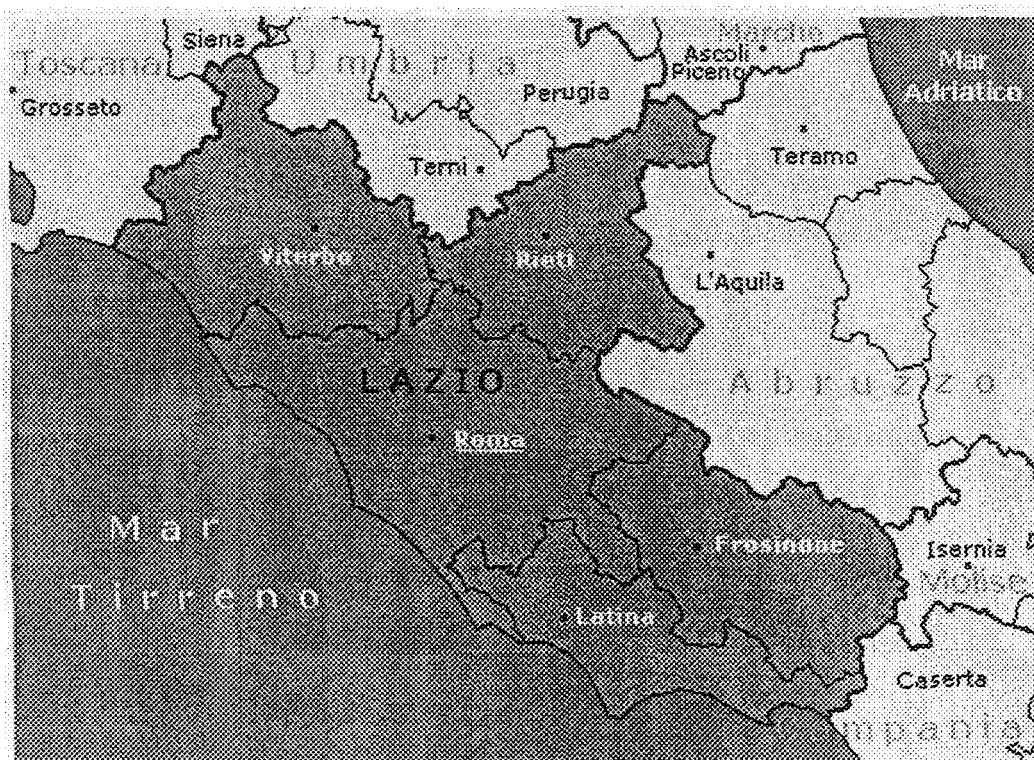 Marche
Siena
Toscana
Umbria
Ascoli
Piceno
Mar
Adriatico
Grossato
Perugia
Terni
Teramo
Viterbo
Rieti
L'Aquila
LAZIO
Abruzzo
Roma
Mar
Tirreno
Frosinone
Isernia
Molise
Latina
Caserta
mpania